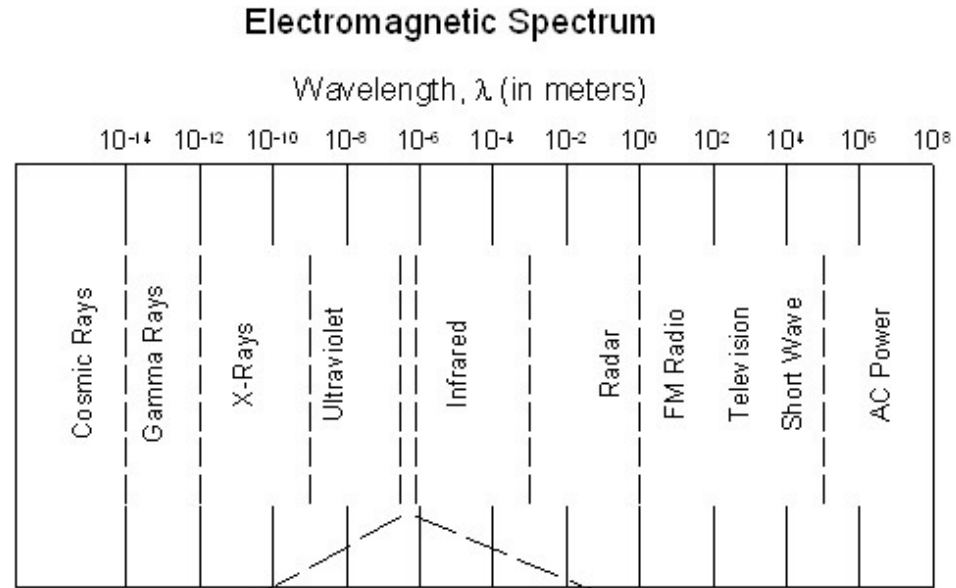 Electromagnetic Spectrum
Wavelength, λ (in meters)
10⁻¹⁴ 10⁻¹² 10⁻¹⁰ 10⁻⁸ 10⁻⁶ 10⁻⁴ 10⁻² 10⁰ 10² 10⁴ 10⁶ 10⁸
Cosmic Rays
Gamma Rays
X-Rays
Ultraviolet
Infrared
Radar
FM Radio
Television
Short Wave
AC Power